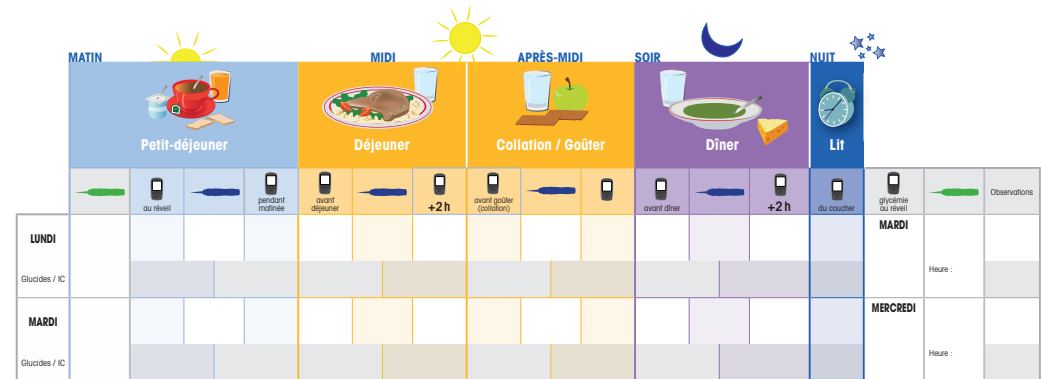 MATIN MIDI APRÈS-MIDI SOIR NUIT
Petit-déjeuner Déjeuner Collation / Goûter Dîner Lit
au réveil
pendant
matinée
avant
déjeuner
+2 h
avant goûter
(collation)
avant dîner
+2 h
du coucher
glycémie
au réveil
Observations
LUNDI
MARDI
Glucides / IC
Heure :
MARDI
MERCREDI
Glucides / IC
Heure :